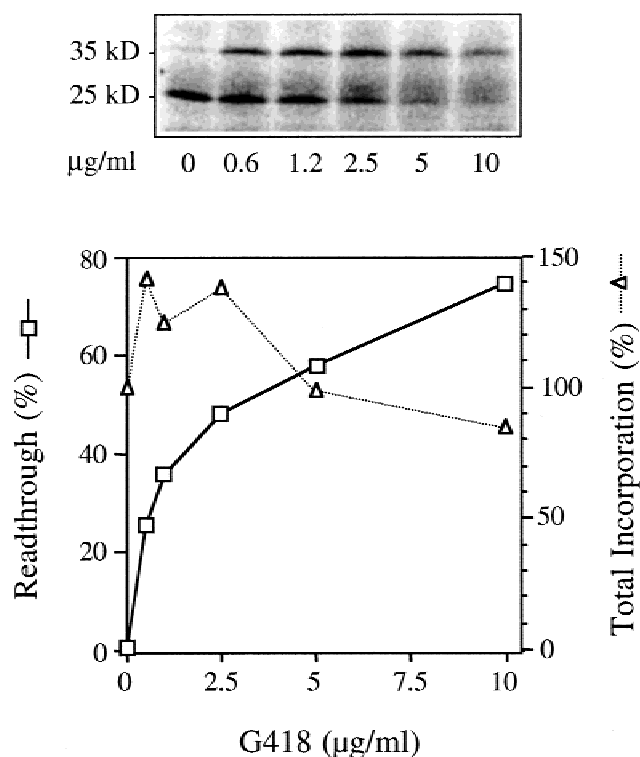 35 kD
25 kD
μg/ml 0 0.6 1.2 2.5 5 10
80
60
40
20
0
Readthrough (%)
150
100
50
0
Total Incorporation (%)
0 2.5 5 7.5 10
G418 (μg/ml)